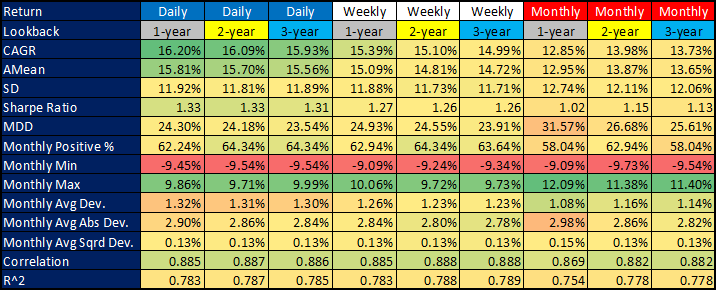 Return Daily Daily Daily Weekly Weekly Weekly Monthly Monthly Monthly
Lookback 1-year 2-year 3-year 1-year 2-year 3-year 1-year 2-year 3-year
CAGR 16.20% 16.09% 15.93% 15.39% 15.10% 14.99% 12.85% 13.98% 13.73%
AMean 15.81% 15.70% 15.56% 15.09% 14.81% 14.72% 12.95% 13.87% 13.65%
SD 11.92% 11.81% 11.89% 11.88% 11.73% 11.71% 12.74% 12.11% 12.06%
Sharpe Ratio 1.33 1.33 1.31 1.27 1.26 1.26 1.02 1.15 1.13
MDD 24.30% 24.18% 23.54% 24.93% 24.55% 23.91% 31.57% 26.68% 25.61%
Monthly Positive % 62.24% 64.34% 64.34% 62.94% 64.34% 63.64% 58.04% 62.94% 58.04%
Monthly Min -9.45% -9.54% -9.54% -9.09% -9.24% -9.34% -9.09% -9.73% -9.54%
Monthly Max 9.86% 9.71% 9.99% 10.06% 9.72% 9.73% 12.09% 11.38% 11.40%
Monthly Avg Dev. 1.32% 1.31% 1.30% 1.26% 1.23% 1.23% 1.08% 1.16% 1.14%
Monthly Avg Abs Dev. 2.90% 2.86% 2.84% 2.84% 2.80% 2.78% 2.98% 2.86% 2.82%
Monthly Avg Sqrd Dev. 0.13% 0.13% 0.13% 0.13% 0.13% 0.13% 0.15% 0.13% 0.13%
Correlation 0.885 0.887 0.886 0.885 0.888 0.888 0.869 0.882 0.882
R^2 0.783 0.787 0.785 0.783 0.788 0.789 0.754 0.778 0.778